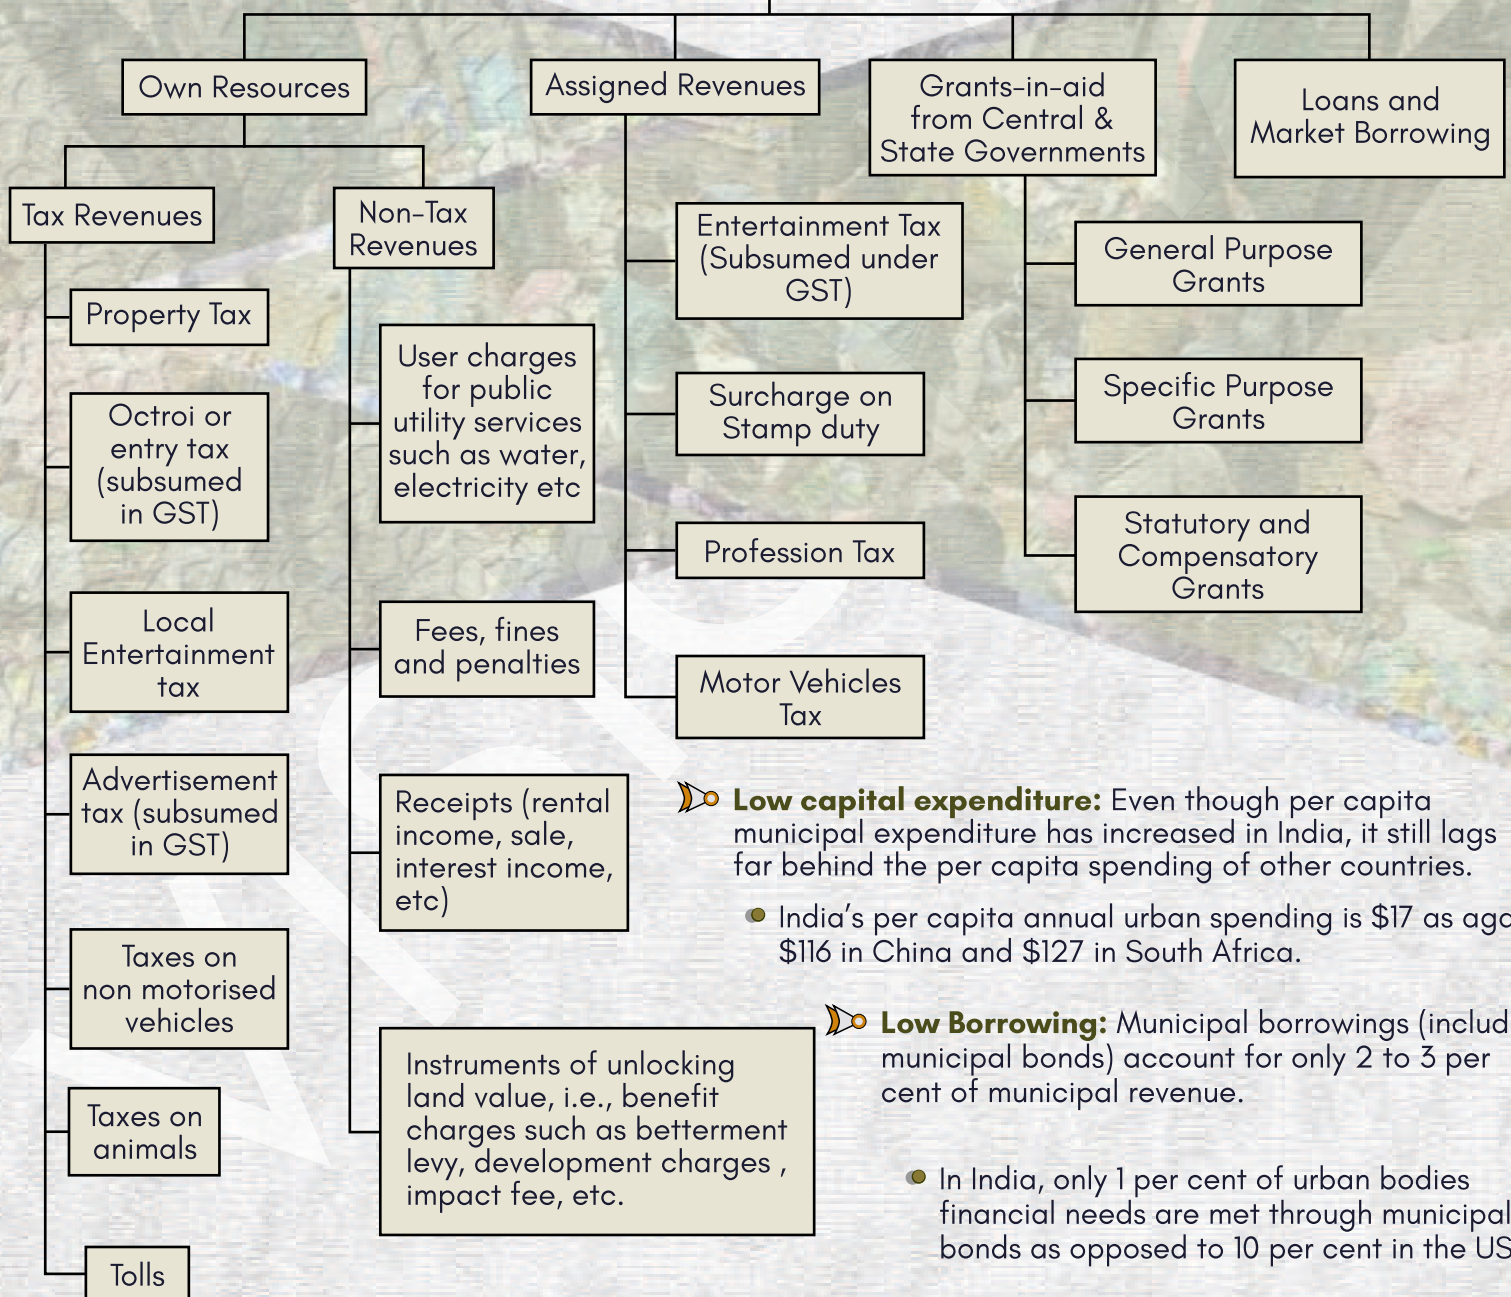 Own Resources
Assigned Revenues
Grants-in-aid
from Central &
State Governments
Loans and
Market Borrowing
Tax Revenues
Property Tax
Octroi or
entry tax
(subsumed
in GST)
Local
Entertainment
tax
Advertisement
tax (subsumed
in GST)
Taxes on
non motorised
vehicles
Taxes on
animals
Tolls
Non-Tax
Revenues
User charges
for public
utility services
such as water,
electricity etc
Fees, fines
and penalties
Receipts (rental
income, sale,
interest income,
etc)
Instruments of unlocking
land value, i.e., benefit
charges such as betterment
levy, development charges ,
impact fee, etc.
Entertainment Tax
(Subsumed under
GST)
Surcharge on
Stamp duty
Profession Tax
Motor Vehicles
Tax
General Purpose
Grants
Specific Purpose
Grants
Statutory and
Compensatory
Grants
Low capital expenditure: Even though per capita
municipal expenditure has increased in India, it still lags
far behind the per capita spending of other countries.
India's per capita annual urban spending is $17 as
$116 in China and $127 in South Africa.
Low Borrowing: Municipal borrowings
municipal bonds) account for only 2 to 3 per
cent of municipal revenue.
In India, only 1 per cent of urban bodies
financial needs are met through municipal
bonds as opposed to 10 per cent in the US